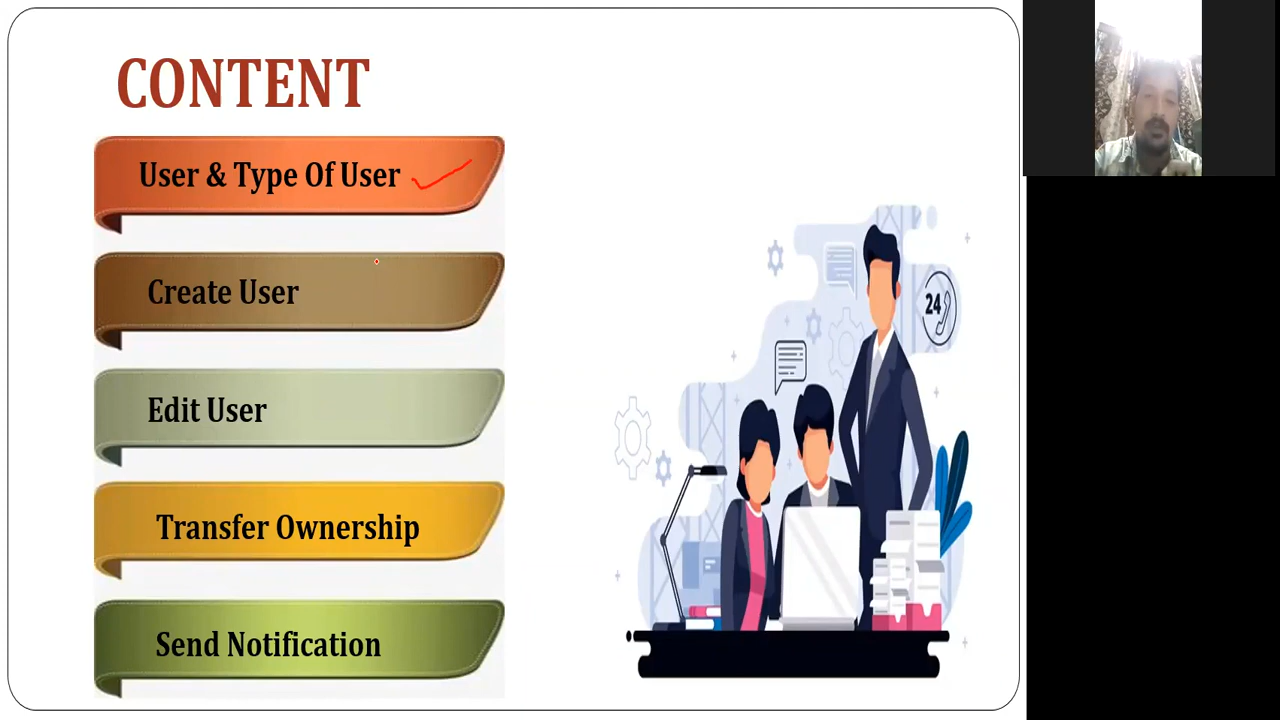 CONTENT
User & Type Of User
Create User
Edit User
Transfer Ownership
Send Notification
24